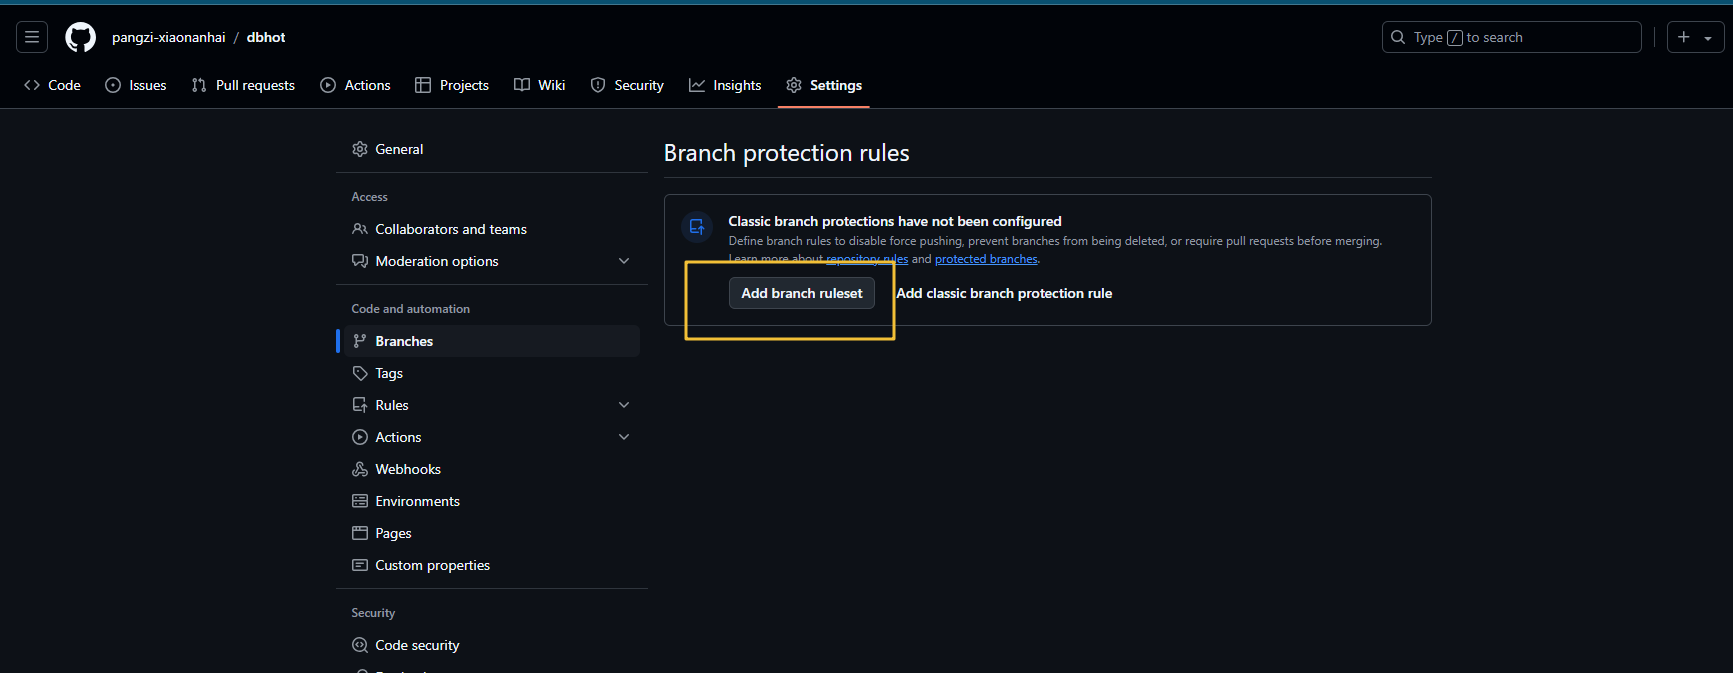 pangzi-xiaonanhai / dbhot
Type / to search
Code Issues Pull requests Actions Projects Wiki Security Insights Settings
General
Access
Collaborators and teams
Moderation options
Code and automation
Branches
Tags
Rules
Actions
Webhooks
Environments
Pages
Custom properties
Security
Code security
Branch protection rules
Classic branch protections have not been configured
Define branch rules to disable force pushing, prevent branches from being deleted, or require pull requests before merging.
Learn more about repository rules and protected branches.
Add branch ruleset Add classic branch protection rule